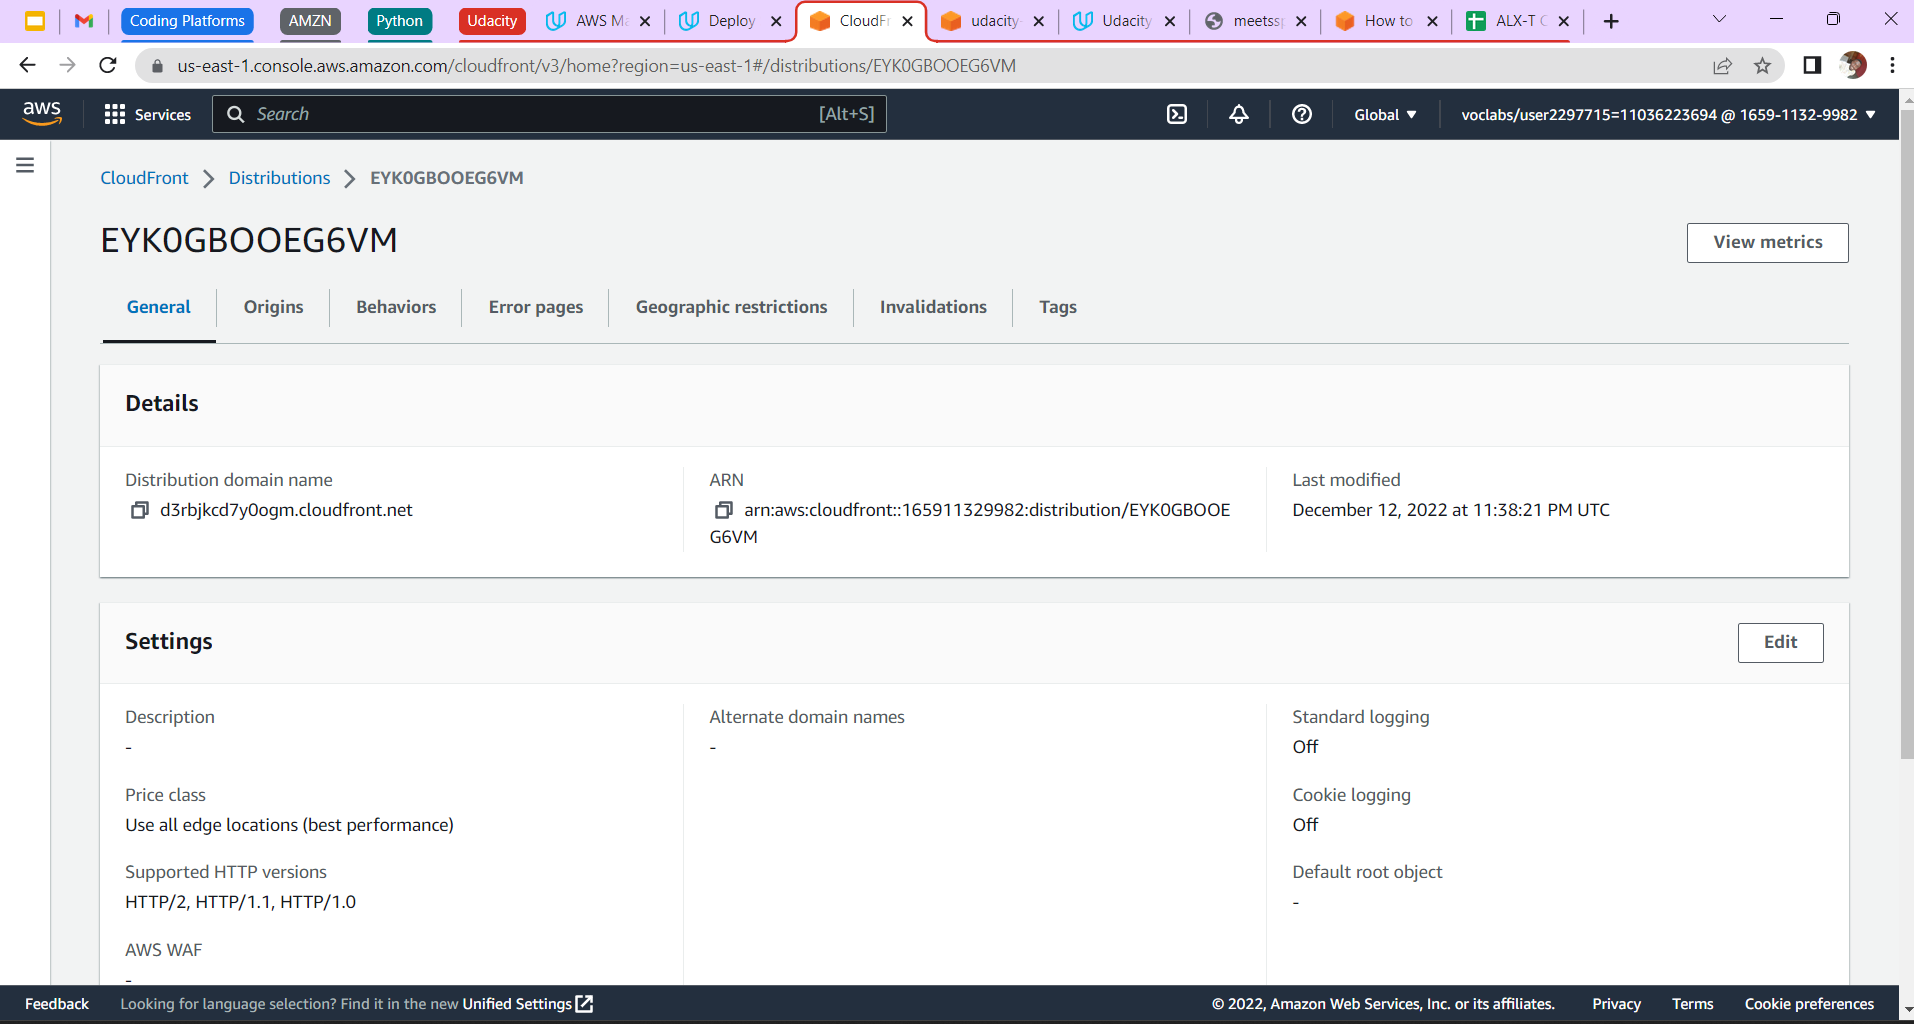 Coding Platforms AMZN Python Udacity AWS Ma Deploy CloudFr udacity- Udacity meetssp How to ALX-T C
us-east-1.console.aws.amazon.com/cloudfront/v3/home?region=us-east-1#/distributions/EYK0GBOOEG6VM
aws Services Search [Alt+S] Global voclabs/user2297715=11036223694 @ 1659-1132-9982
CloudFront Distributions EYK0GBOOEG6VM
EYK0GBOOEG6VM
View metrics
General Origins Behaviors Error pages Geographic restrictions Invalidations Tags
Details
Distribution domain name
d3rbjkcd7y0ogm.cloudfront.net
ARN
arn:aws:cloudfront::165911329982:distribution/EYK0GBOOE
G6VM
Last modified
December 12, 2022 at 11:38:21 PM UTC
Settings
Edit
Description
-
Price class
Use all edge locations (best performance)
Supported HTTP versions
HTTP/2, HTTP/1.1, HTTP/1.0
AWS WAF
-
Alternate domain names
-
Standard logging
Off
Cookie logging
Off
Default root object
-
Feedback Looking for language selection? Find it in the new Unified Settings © 2022, Amazon Web Services, Inc. or its affiliates. Privacy Terms Cookie preferences